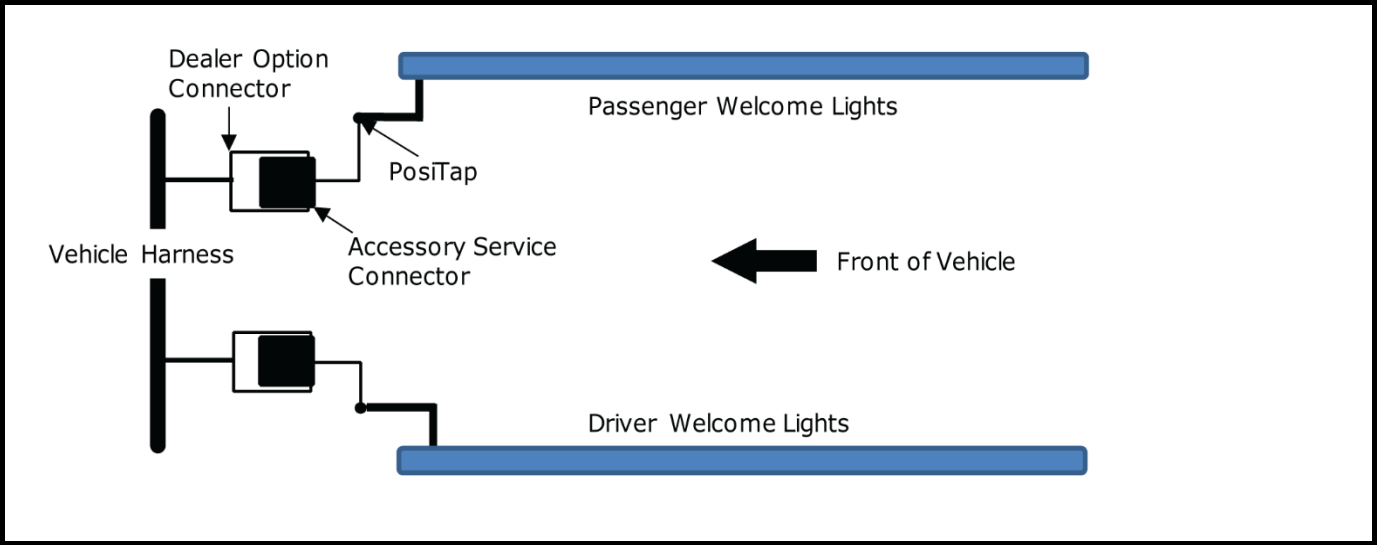 Dealer Option
Connector
Passenger Welcome Lights
PosiTap
Vehicle Harness
Accessory Service
Connector
Front of Vehicle
Driver Welcome Lights